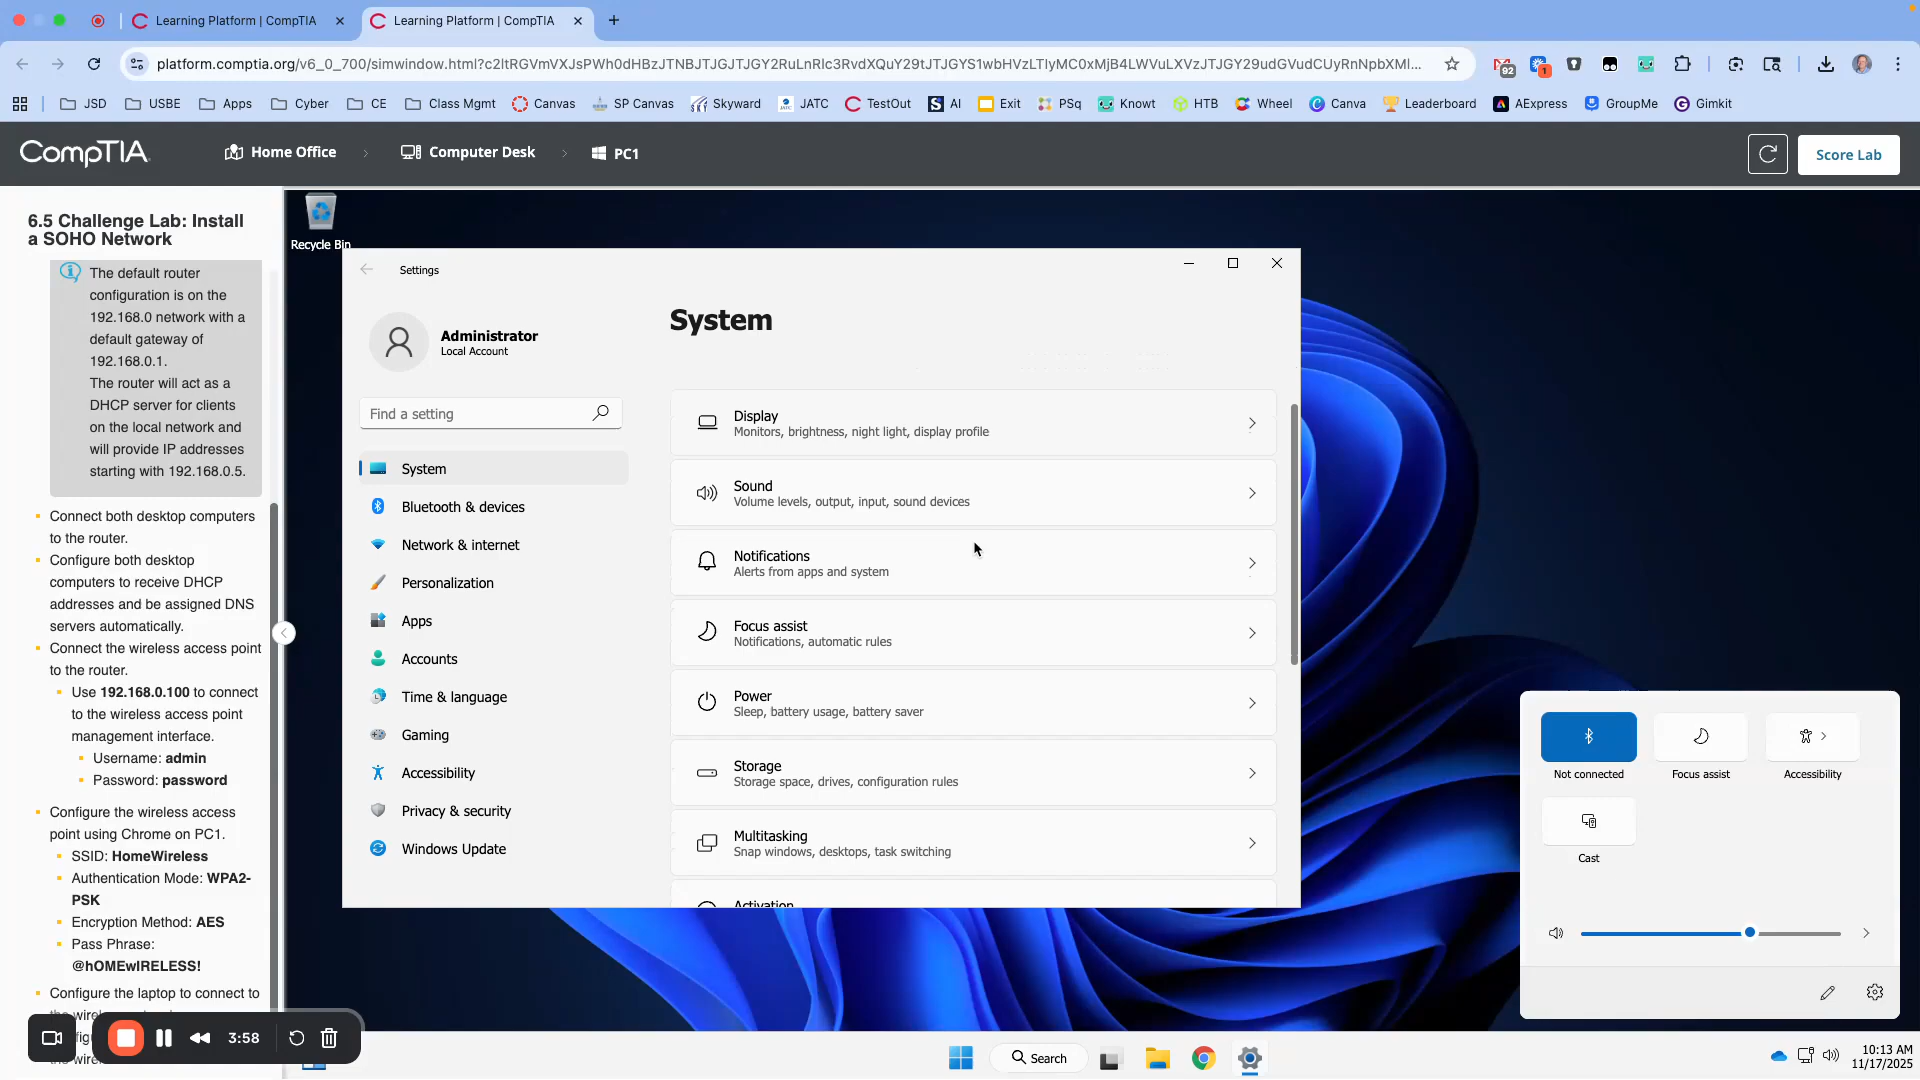 Learning Platform | CompTIA
Learning Platform | CompTIA
platform.comptia.org/v6_0_700/simwindow.html?c2ltRGVmVXJsPWh0dHBzJTNBJTJGJTJGY2RuLnRlc3RvdXQuY29tJTJGYS1wbHVzLTIyMC0xMjB4LWVuLXVzJTJGY29udGVudCUyRnNpbXMl...
92
1
JSD
USBE
Apps
Cyber
CE
Class Mgmt
Canvas
SP Canvas
Skyward
JATC
TestOut
AI
Exit
PSq
Knowt
HTB
Wheel
Canva
Leaderboard
AExpress
GroupMe
Gimkit
CompTIA
Home Office
Computer Desk
PC1
Score Lab
6.5 Challenge Lab: Install
a SOHO Network
The default router
configuration is on the
192.168.0 network with a
default gateway of
192.168.0.1.
The router will act as a
DHCP server for clients
on the local network and
will provide IP addresses
starting with 192.168.0.5.
Connect both desktop computers
to the router.
Configure both desktop
computers to receive DHCP
addresses and be assigned DNS
servers automatically.
Connect the wireless access point
to the router.
Use 192.168.0.100 to connect
to the wireless access point
management interface.
Username: admin
Password: password
Configure the wireless access
point using Chrome on PC1.
SSID: HomeWireless
Authentication Mode: WPA2-
PSK
Encryption Method: AES
Pass Phrase:
@hOMEwIRELESS!
Configure the laptop to connect to
3:58
Recycle Bin
Settings
Administrator
Local Account
Find a setting
System
Bluetooth & devices
Network & internet
Personalization
Apps
Accounts
Time & language
Gaming
Accessibility
Privacy & security
Windows Update
System
Display
Monitors, brightness, night light, display profile
Sound
Volume levels, output, input, sound devices
Notifications
Alerts from apps and system
Focus assist
Notifications, automatic rules
Power
Sleep, battery usage, battery saver
Storage
Storage space, drives, configuration rules
Multitasking
Snap windows, desktops, task switching
Activation
Not connected
Focus assist
Accessibility
Cast
Search
10:13 AM
11/17/2025